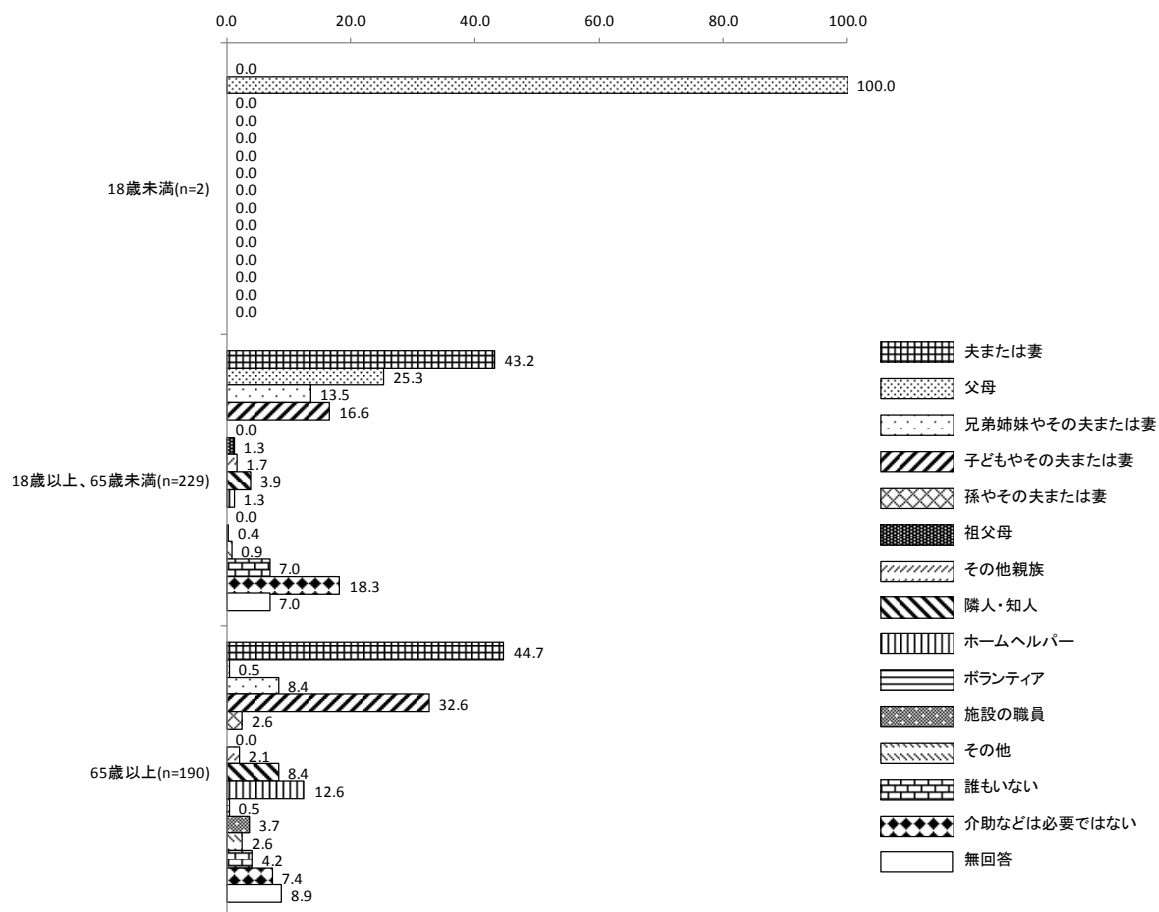 0.0 20.0 40.0 60.0 80.0 100.0
0.0
100.0
0.0
0.0
0.0
0.0
0.0
18歳未満(n=2) 0.0
0.0
0.0
0.0
0.0
0.0
0.0
0.0
43.2
25.3
13.5
16.6
0.0
1.3
1.7
18歳以上、65歳未満(n=229) 3.9
1.3
0.0
0.4
0.9
7.0
18.3
7.0
44.7
0.5
8.4
32.6
2.6
0.0
2.1
65歳以上(n=190) 8.4
12.6
0.5
3.7
2.6
4.2
7.4
8.9
夫または妻
父母
兄弟姉妹やその夫または妻
子どもやその夫または妻
孫やその夫または妻
祖父母
その他親族
隣人・知人
ホームヘルパー
ボランティア
施設の職員
その他
誰もいない
介助などは必要ではない
無回答